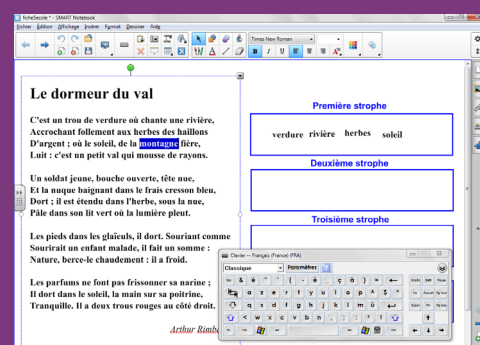 ficheSecole * - SMART Notebook
Fichier Édition Affichage Insérer Format Dessiner Aide
Times New Roman
B I U
Le dormeur du val
C'est un trou de verdure où chante une rivière,
Accrochant follement aux herbes des haillons
D'argent ; où le soleil, de la montagne fière,
Luit : c'est un petit val qui mousse de rayons.
Un soldat jeune, bouche ouverte, tête nue,
Et la nuque baignant dans le frais cresson bleu,
Dort ; il est étendu dans l'herbe, sous la nue,
Pâle dans son lit vert où la lumière pleut.
Les pieds dans les glaïeuls, il dort. Souriant comme
Sourirait un enfant malade, il fait un somme :
Nature, berce-le chaudement : il a froid.
Les parfums ne font pas frissonner sa narine ;
Il dort dans le soleil, la main sur sa poitrine,
Tranquille. Il a deux trous rouges au côté droit.
Arthur Rimb
Première strophe
verdure rivière herbes soleil
Deuxième strophe
Troisième strophe
Clavier — Français (France) (FRA)
Classique Paramètres
& é " ' ( - è _ ç à ) =
a z e r t y u i o p ^ $ *
q s d f g h j k l m ù
< w x c v b n , ; : !